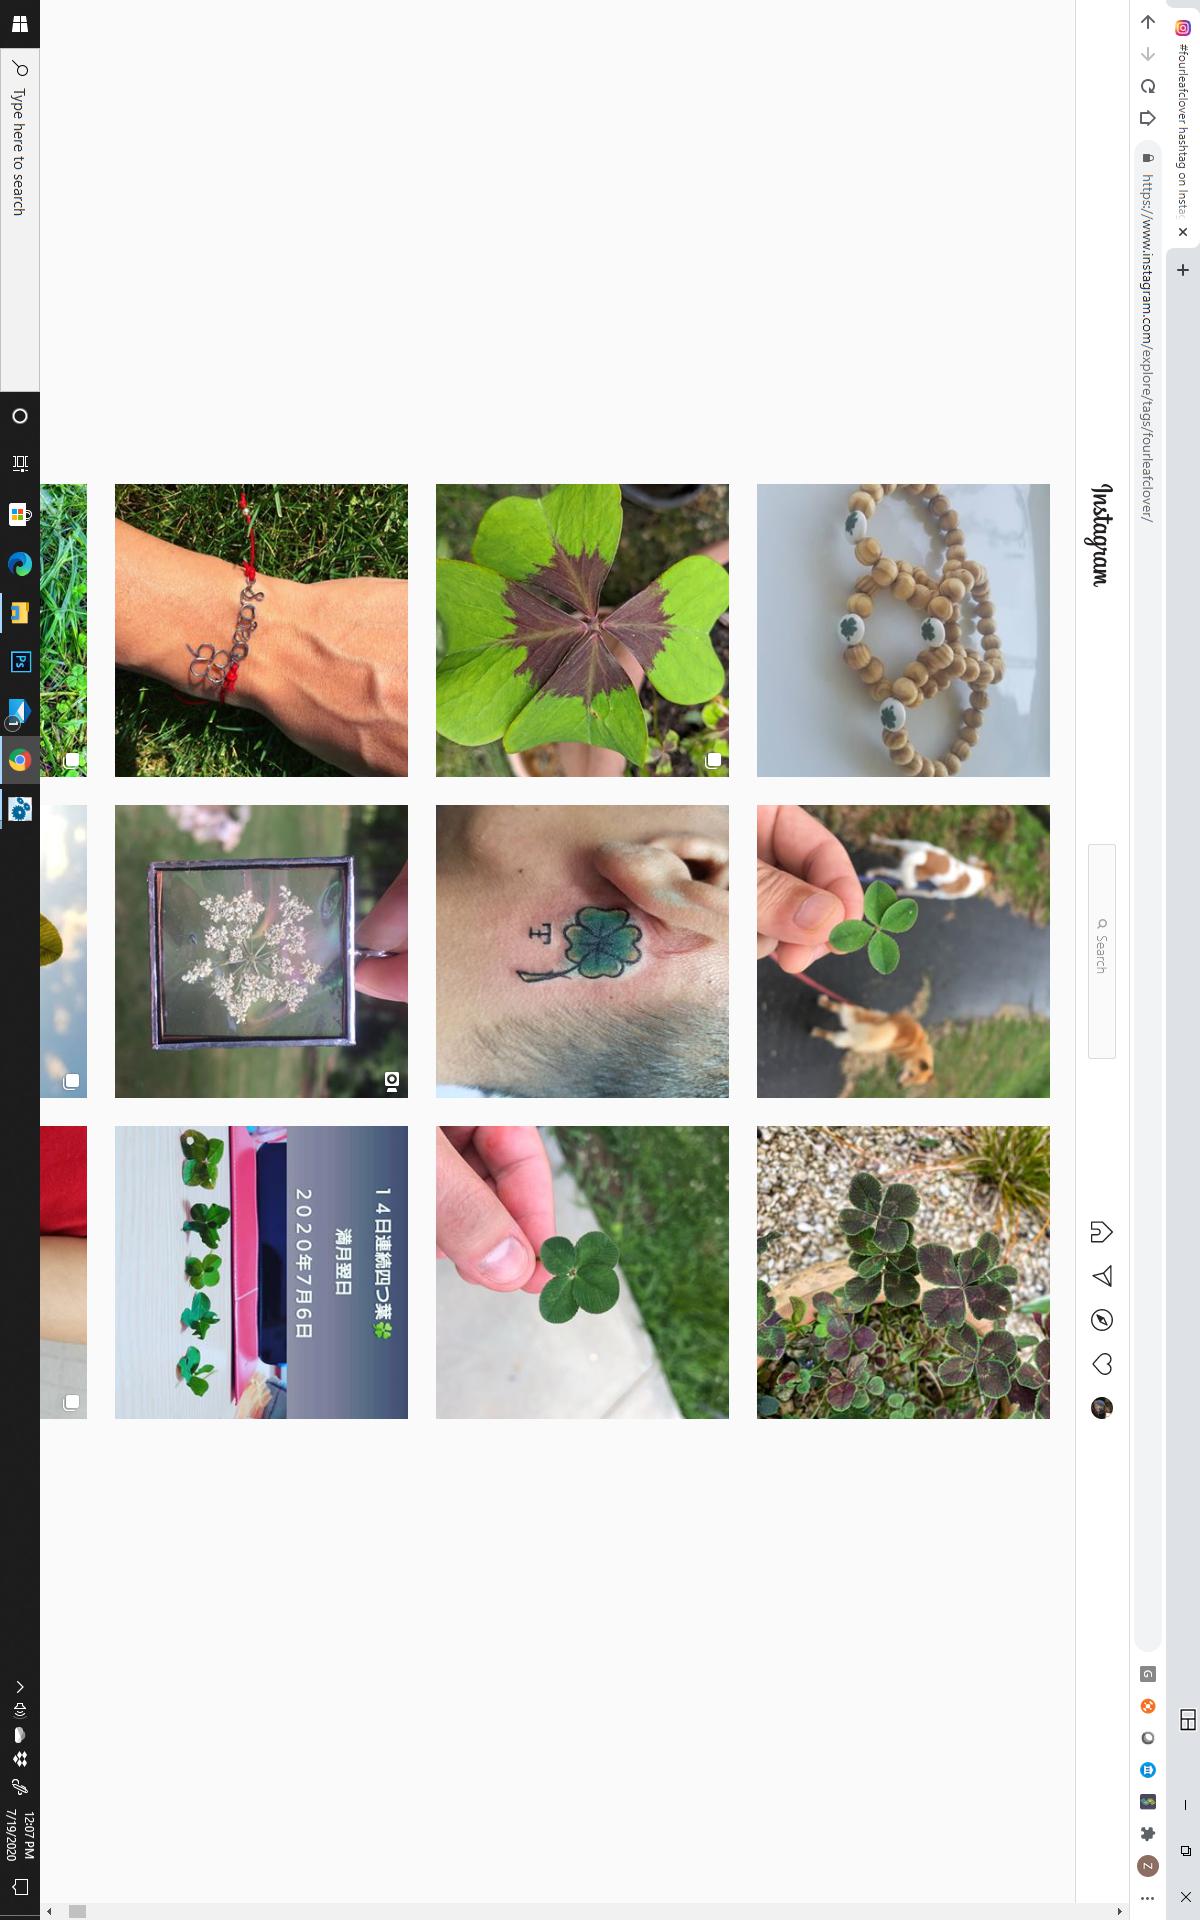 #fourleafclover hashtag on Insta
https://www.instagram.com/explore/tags/fourleafclover/
G
Z
Instagram
Search
T
14日連続四つ葉🍀
満月翌日
2020年7月6日
Type here to search
Ps
1
12:07 PM
7/19/2020